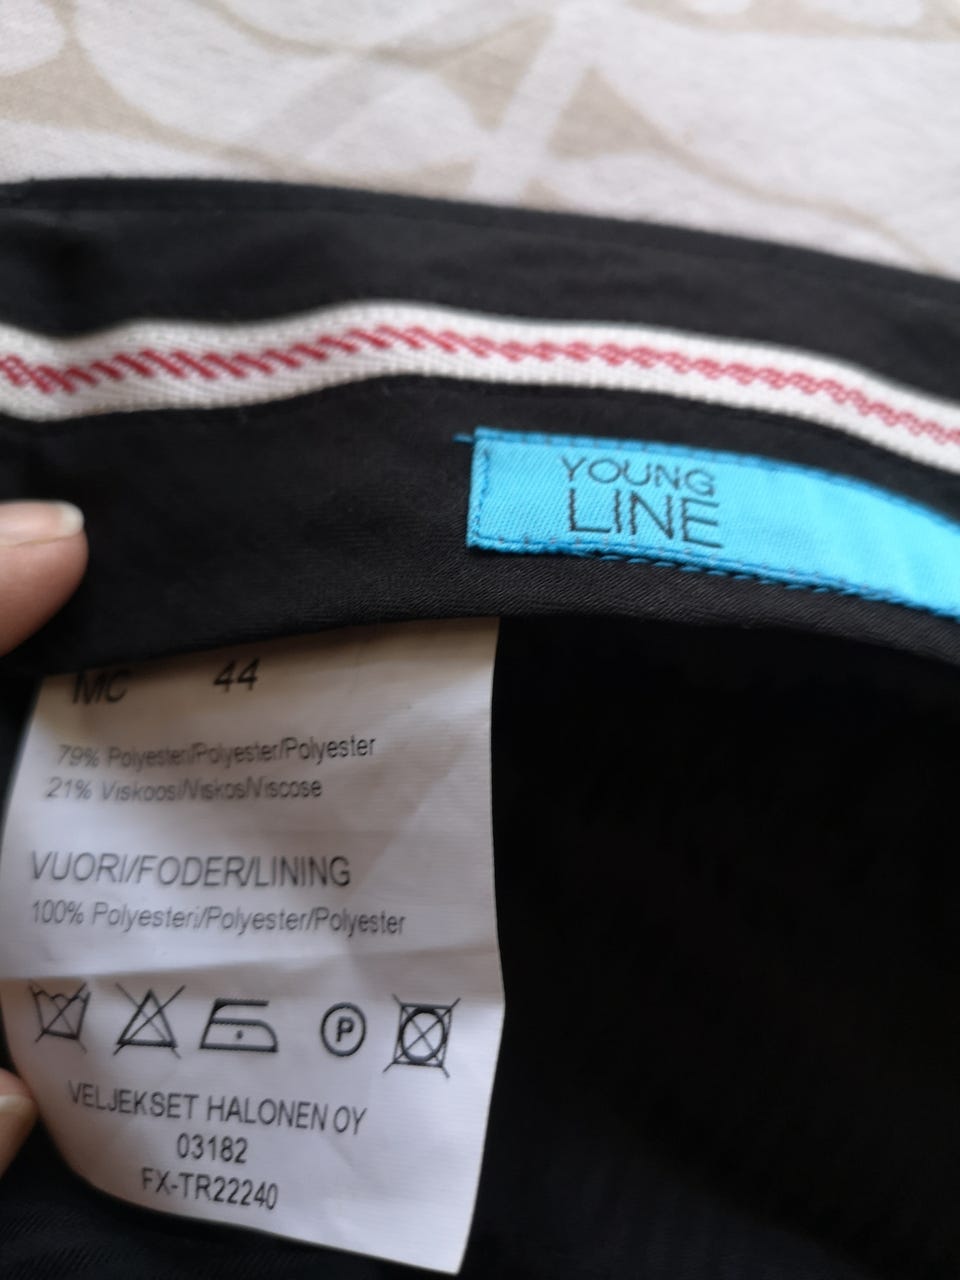 YOUNG
LINE
MC 44
79% Polyesteri/Polyester/Polyester
21% Viskoosi/Viskos/Viscose
VUORI/FODER/LINING
100% Polyesteri/Polyester/Polyester
P
VELJEKSET HALONEN OY
03182
FX-TR22240